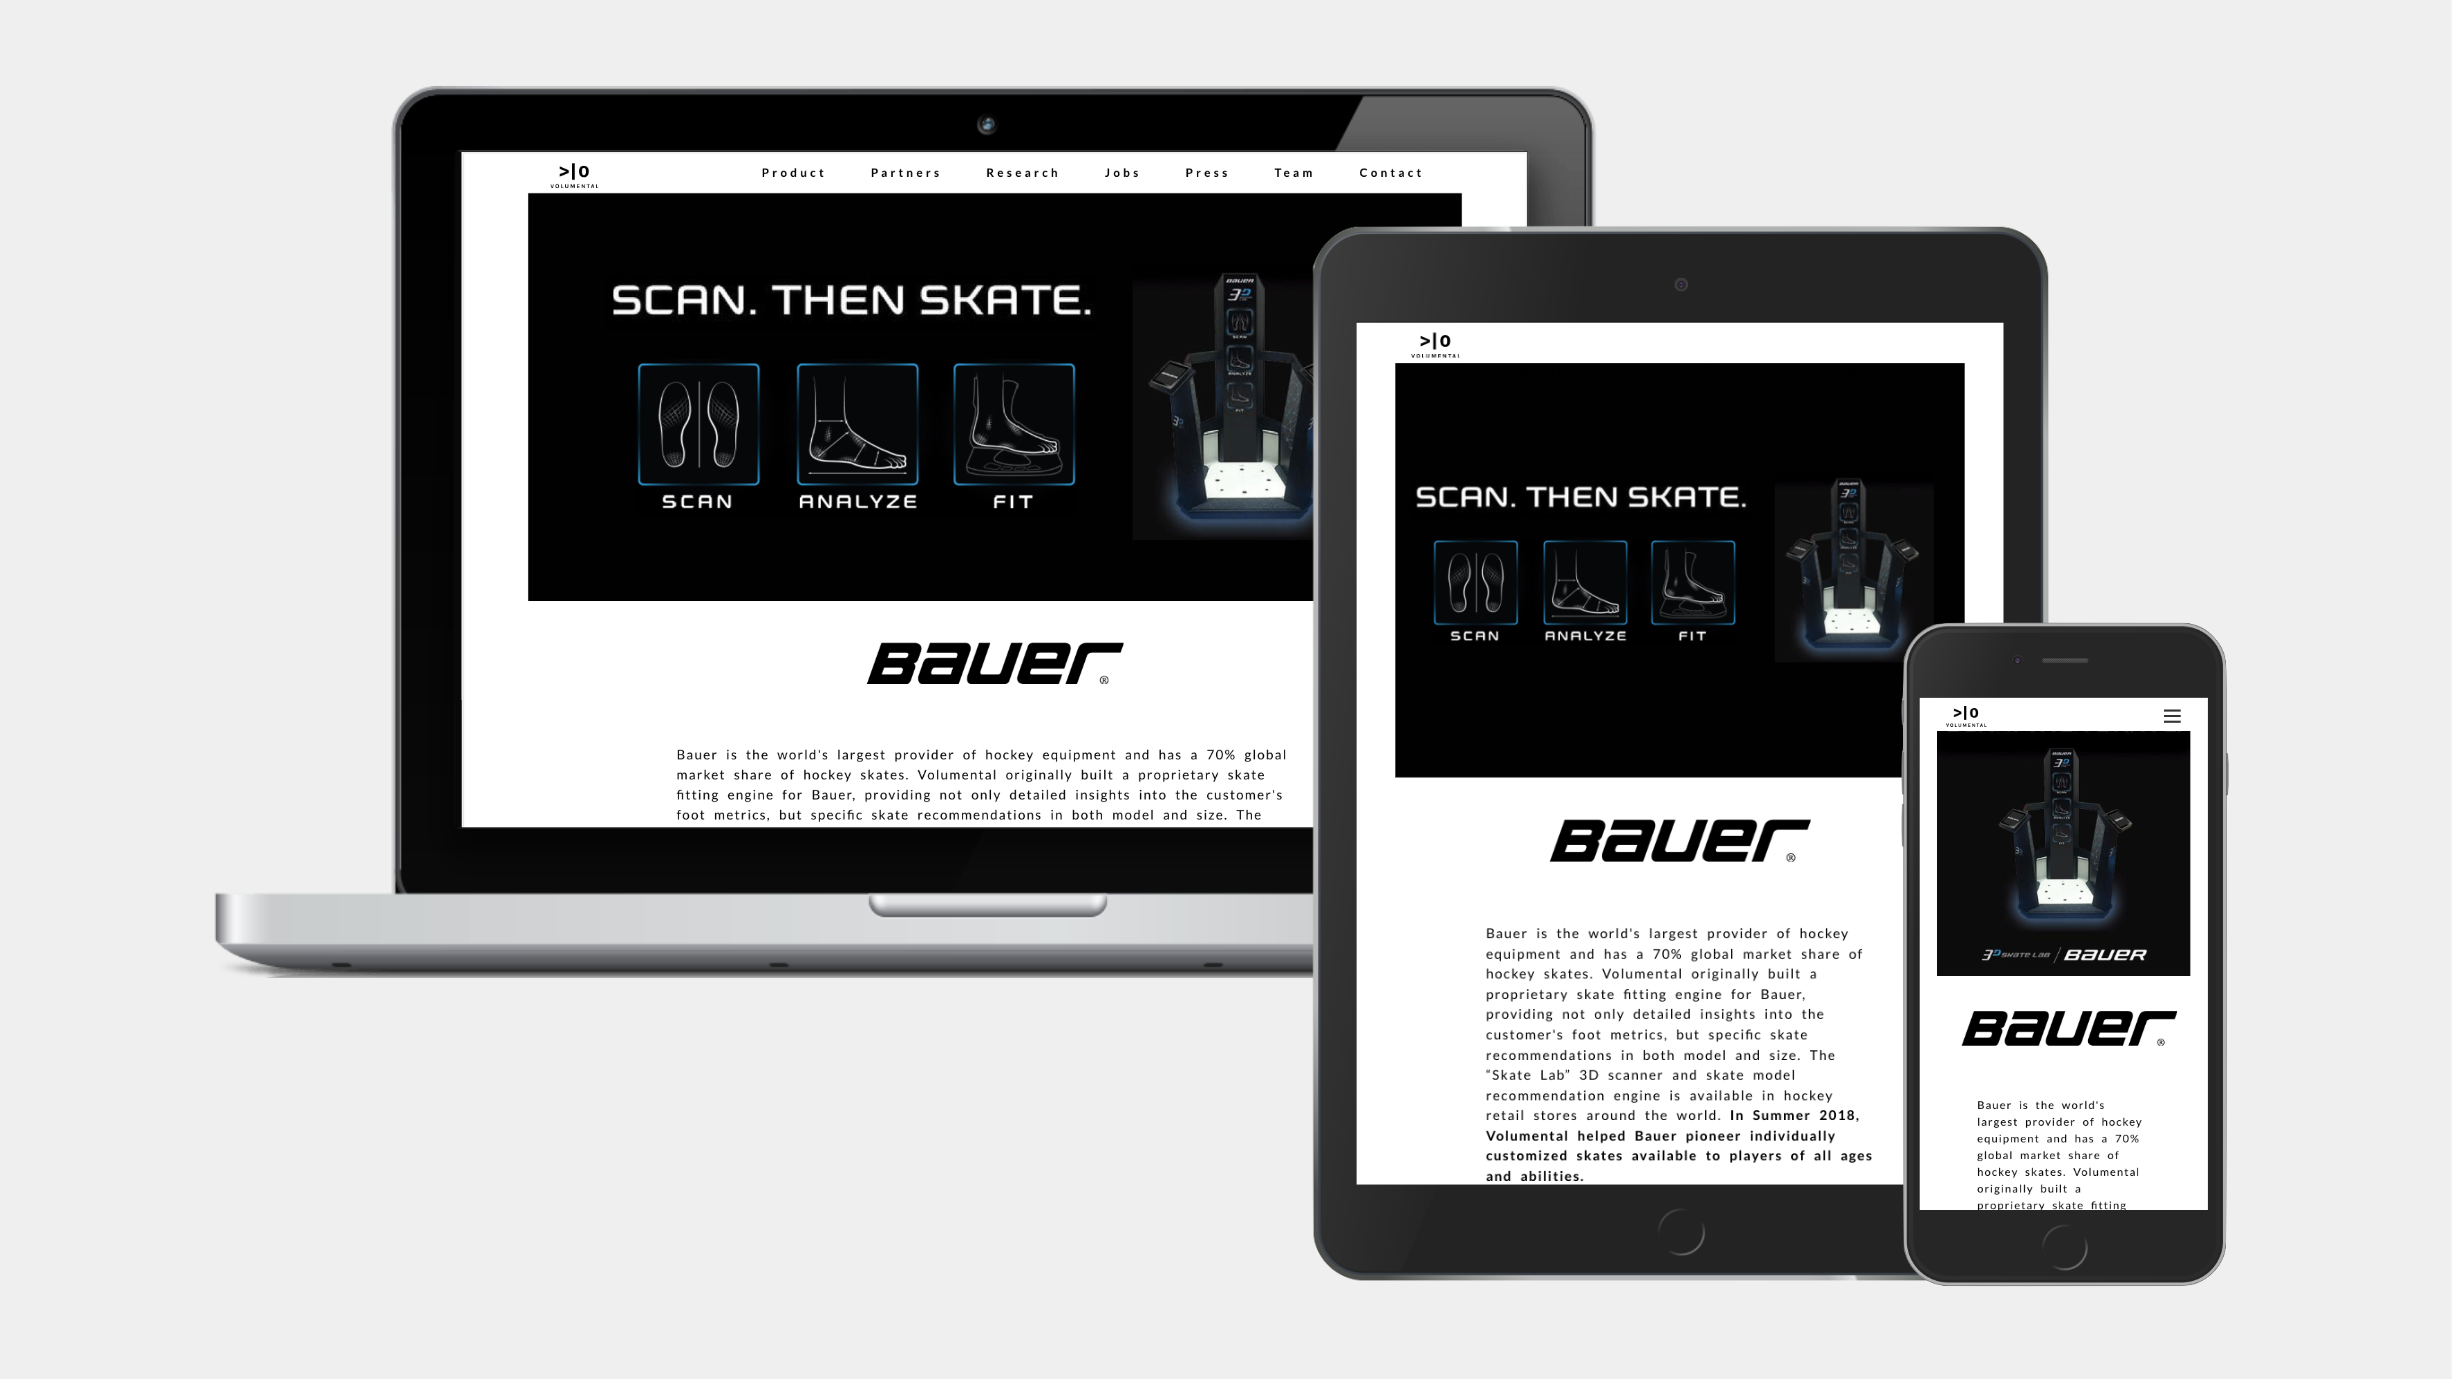 >|o
VOLUMENTAL
Product Partners Research Jobs Press Team Contact
SCAN. THEN SKATE.
SCAN ANALYZE FIT
BAUER
3D
SCAN
ANALYZE
FIT
BAUER®
Bauer is the world's largest provider of hockey equipment and has a 70% global
market share of hockey skates. Volumental originally built a proprietary skate
fitting engine for Bauer, providing not only detailed insights into the customer's
foot metrics, but specific skate recommendations in both model and size. The
>|o
VOLUMENTAL
SCAN. THEN SKATE.
SCAN ANALYZE FIT
BAUER
3D
BAUER®
Bauer is the world's largest provider of hockey
equipment and has a 70% global market share of
hockey skates. Volumental originally built a
proprietary skate fitting engine for Bauer,
providing not only detailed insights into the
customer's foot metrics, but specific skate
recommendations in both model and size. The
“Skate Lab” 3D scanner and skate model
recommendation engine is available in hockey
retail stores around the world. In Summer 2018,
Volumental helped Bauer pioneer individually
customized skates available to players of all ages
and abilities.
>|o
VOLUMENTAL
BAUER
3D
3D SKATE LAB / BAUER
BAUER®
Bauer is the world's
largest provider of hockey
equipment and has a 70%
global market share of
hockey skates. Volumental
originally built a
proprietary skate fitting